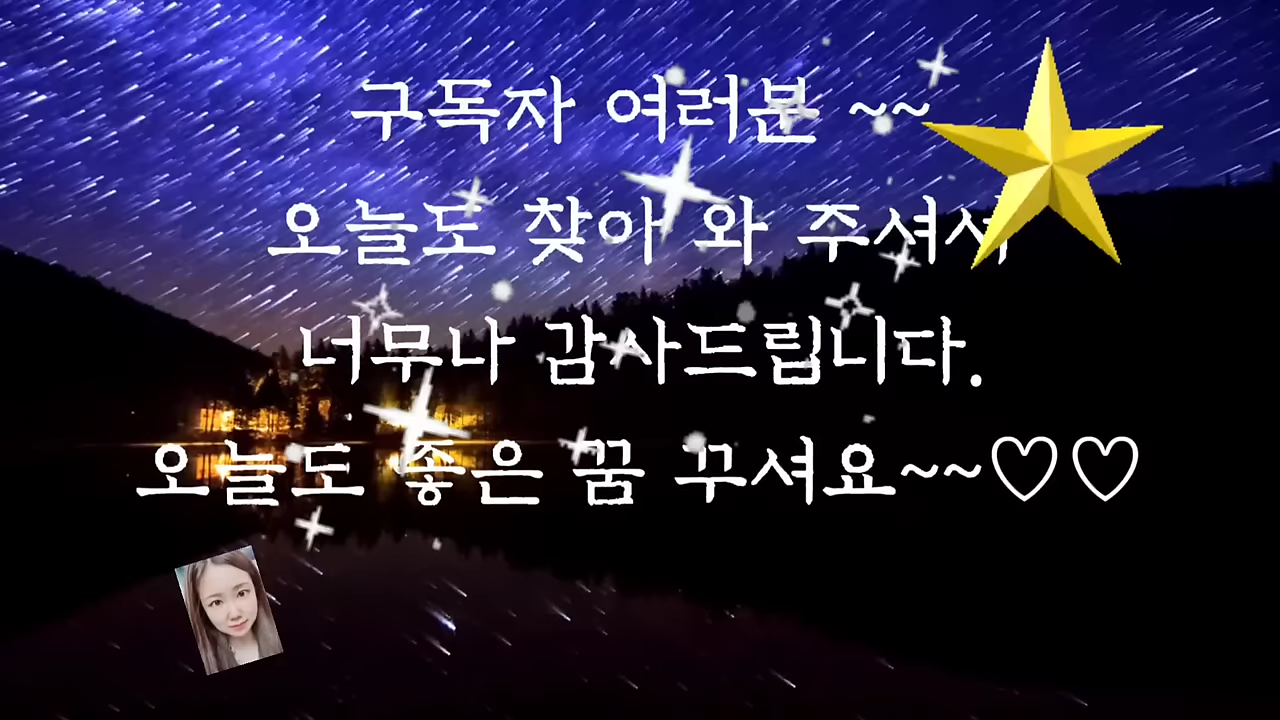 구독자 여러분 ~~
오늘도 찾아 와 주셔서
너무나 감사드립니다.
오늘도 좋은 꿈 꾸셔요~~♡♡